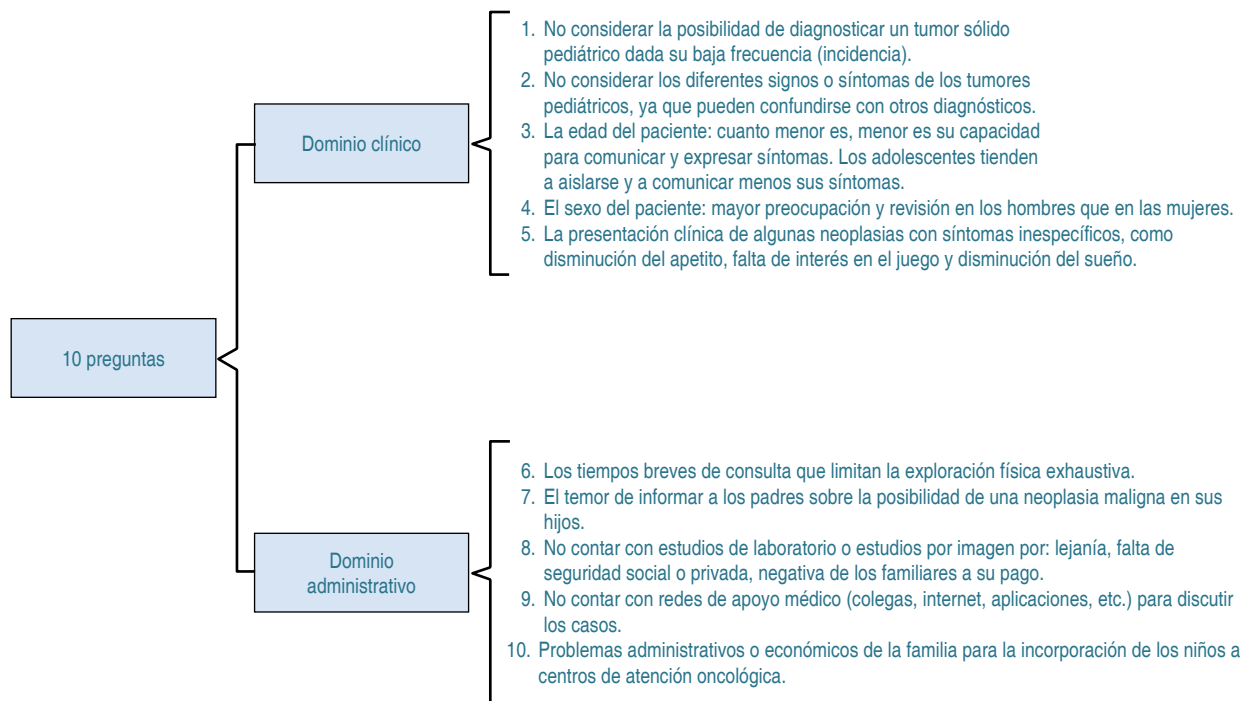 10 preguntas
Dominio clínico
1. No considerar la posibilidad de diagnosticar un tumor sólido
pediátrico dada su baja frecuencia (incidencia).
2. No considerar los diferentes signos o síntomas de los tumores
pediátricos, ya que pueden confundirse con otros diagnósticos.
3. La edad del paciente: cuanto menor es, menor es su capacidad
para comunicar y expresar síntomas. Los adolescentes tienden
a aislarse y a comunicar menos sus síntomas.
4. El sexo del paciente: mayor preocupación y revisión en los hombres que en las mujeres.
5. La presentación clínica de algunas neoplasias con síntomas inespecíficos, como
disminución del apetito, falta de interés en el juego y disminución del sueño.
Dominio
administrativo
6. Los tiempos breves de consulta que limitan la exploración física exhaustiva.
7. El temor de informar a los padres sobre la posibilidad de una neoplasia maligna en sus
hijos.
8. No contar con estudios de laboratorio o estudios por imagen por: lejanía, falta de
seguridad social o privada, negativa de los familiares a su pago.
9. No contar con redes de apoyo médico (colegas, internet, aplicaciones, etc.) para discutir
los casos.
10. Problemas administrativos o económicos de la familia para la incorporación de los niños a
centros de atención oncológica.